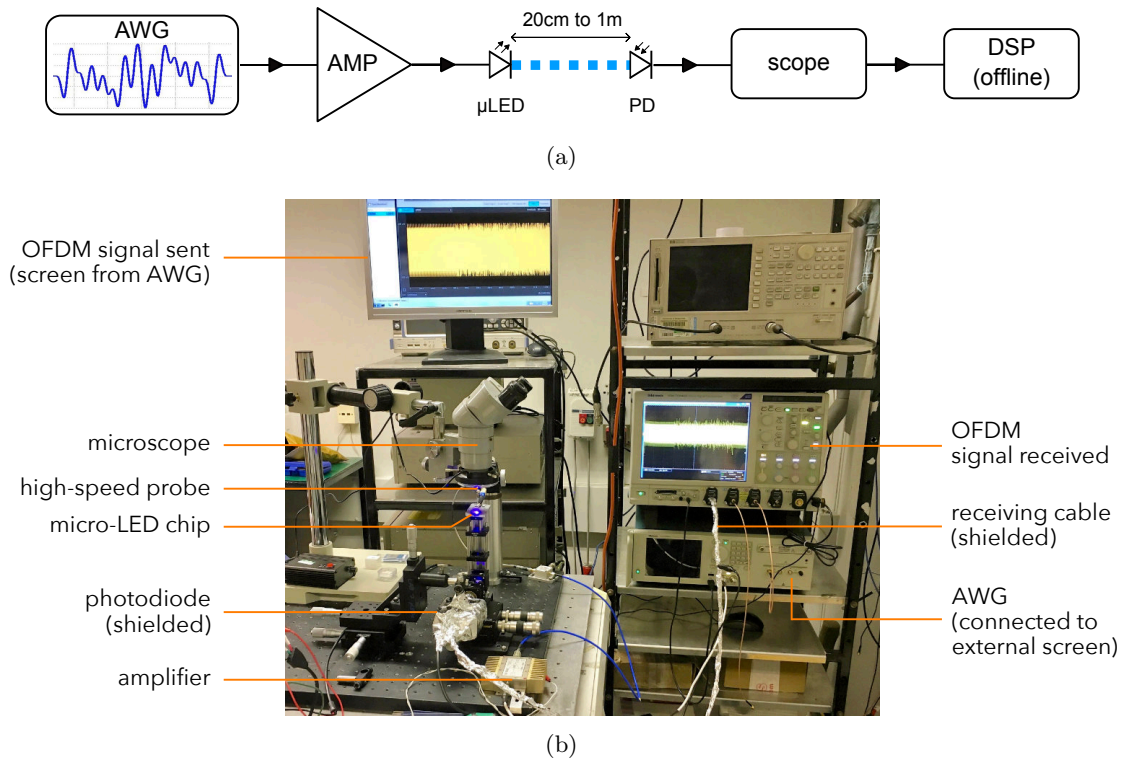 AWG
AMP
20cm to 1m
µLED
PD
scope
DSP
(offline)
(a)
OFDM signal sent
(screen from AWG)
microscope
high-speed probe
micro-LED chip
photodiode
(shielded)
amplifier
OFDM
signal received
receiving cable
(shielded)
AWG
(connected to
external screen)
(b)